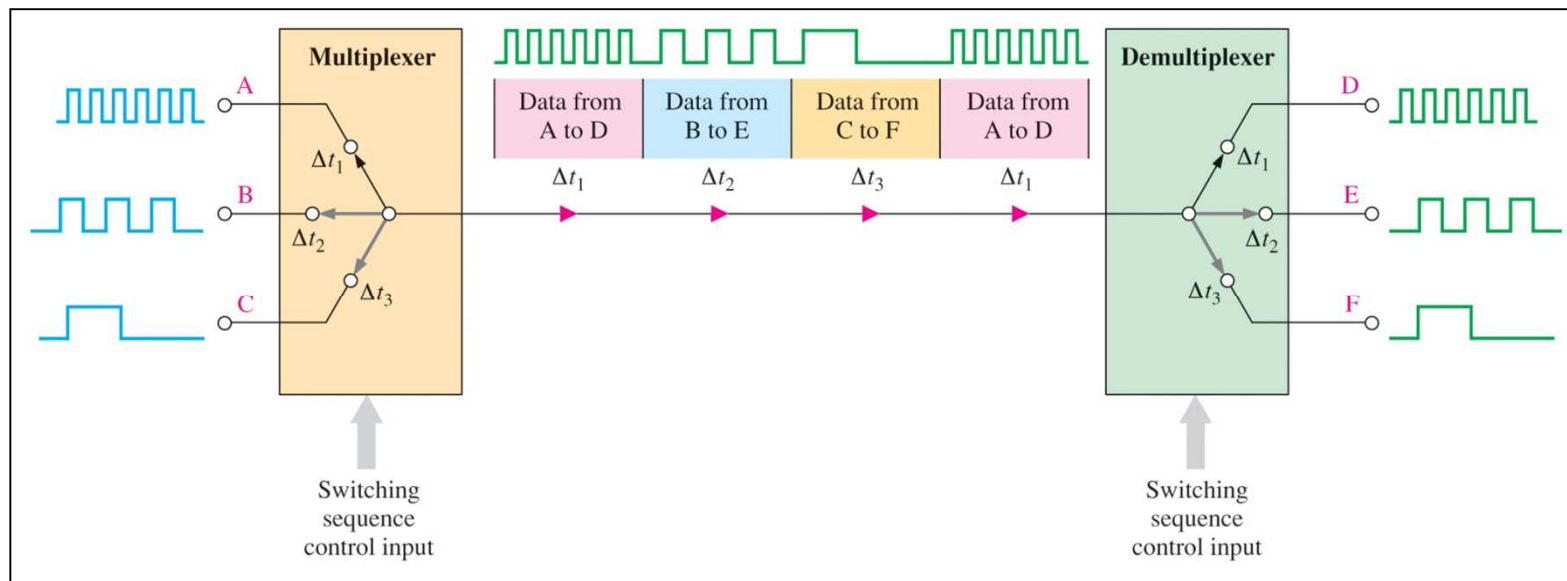 Multiplexer
A
Δt1
B
Δt2
C
Δt3
Switching
sequence
control input
Data from
A to D
Data from
B to E
Data from
C to F
Data from
A to D
Δt1
Δt2
Δt3
Δt1
Demultiplexer
D
Δt1
E
Δt2
F
Δt3
Switching
sequence
control input